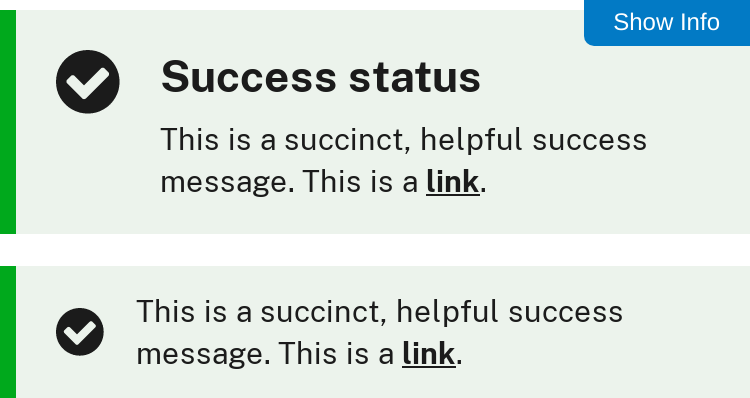 Show Info
Success status
This is a succinct, helpful success
message. This is a link.
This is a succinct, helpful success
message. This is a link.